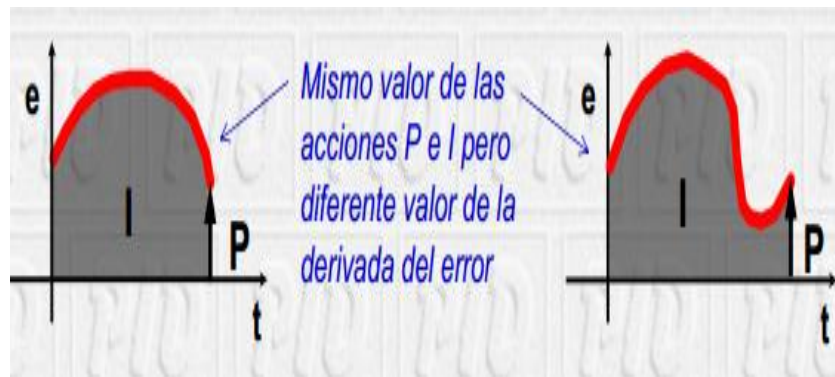 e
I
P
t
Mismo valor de las
acciones P e I pero
diferente valor de la
derivada del error
e
I
P
t